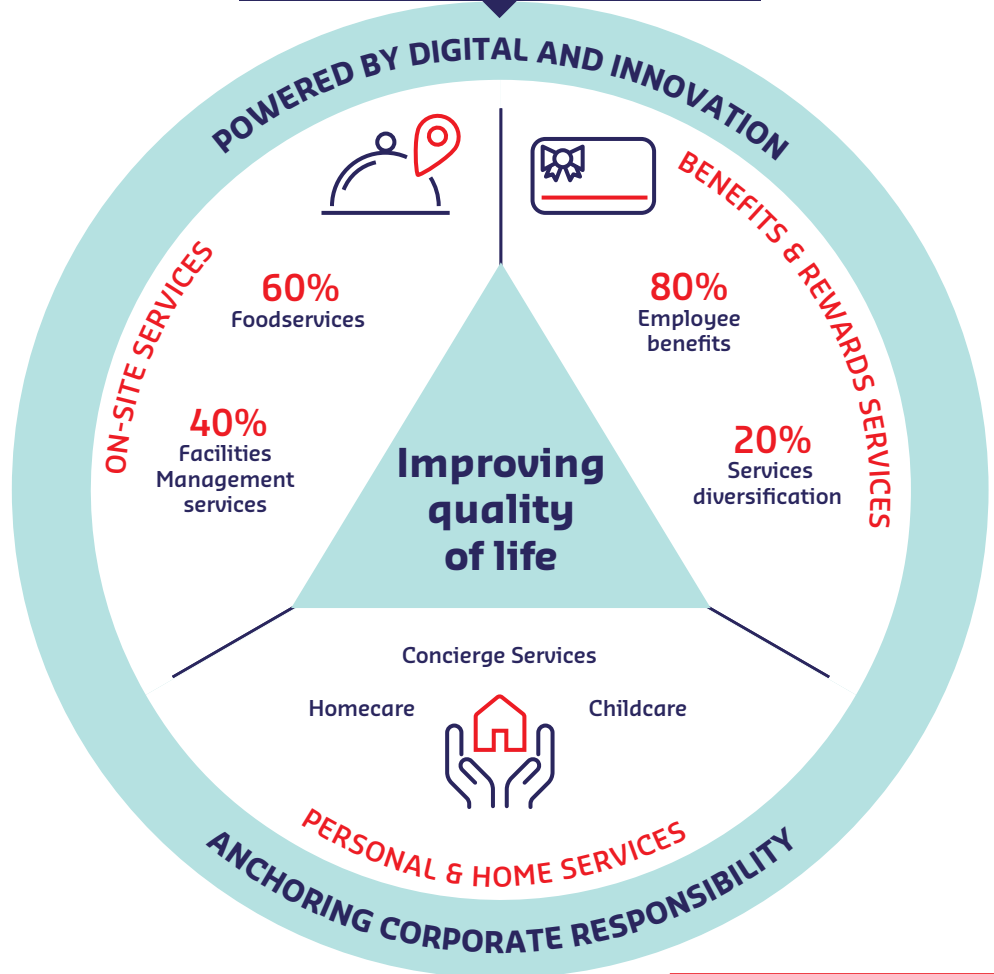 POWERED BY DIGITAL AND INNOVATION
ON-SITE SERVICES
60%
Foodservices
40%
Facilities
Management
services
BENEFITS & REWARDS SERVICES
80%
Employee
benefits
20%
Services
diversification
Improving
quality
of life
Concierge Services
Homecare
Childcare
PERSONAL & HOME SERVICES
ANCHORING CORPORATE RESPONSIBILITY